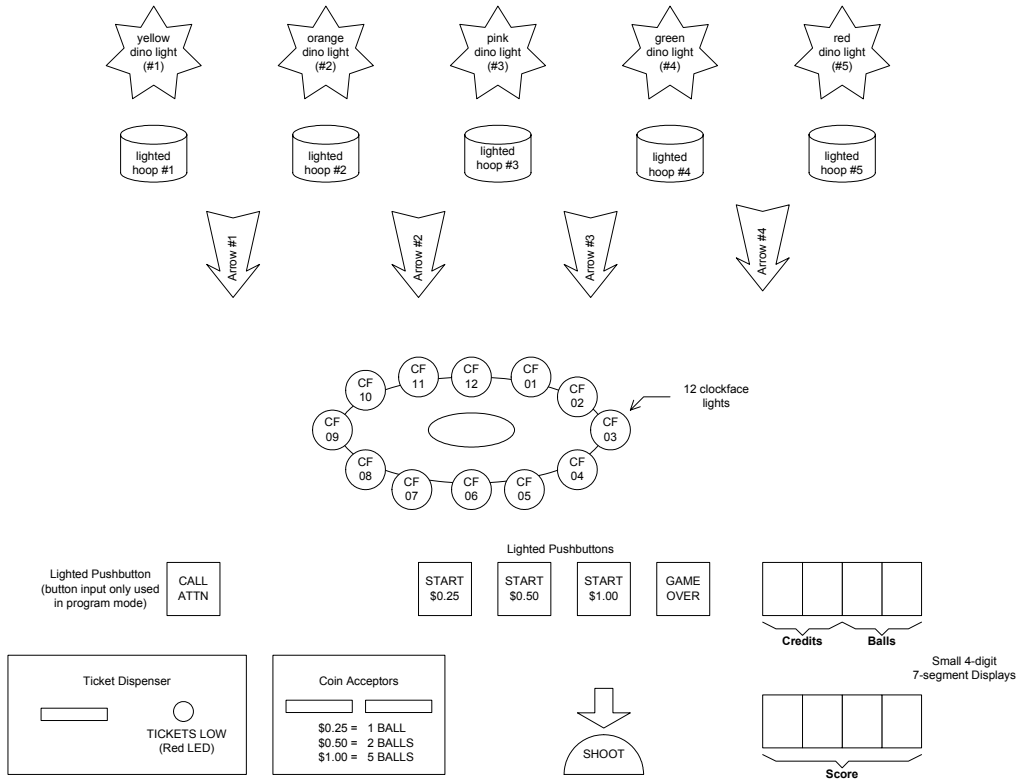 yellow
dino light
(#1)
orange
dino light
(#2)
pink
dino light
(#3)
green
dino light
(#4)
red
dino light
(#5)
lighted
hoop #1
lighted
hoop #2
lighted
hoop #3
lighted
hoop #4
lighted
hoop #5
Arrow #1
Arrow #2
Arrow #3
Arrow #4
CF
10
CF
11
CF
12
CF
01
CF
02
CF
09
CF
03
CF
08
CF
07
CF
06
CF
05
CF
04
12 clockface
lights
Lighted Pushbutton
(button input only used
in program mode)
CALL
ATTN
Lighted Pushbuttons
START
$0.25
START
$0.50
START
$1.00
GAME
OVER
Credits
Balls
Small 4-digit
7-segment Displays
Ticket Dispenser
TICKETS LOW
(Red LED)
Coin Acceptors
$0.25 = 1 BALL
$0.50 = 2 BALLS
$1.00 = 5 BALLS
SHOOT
Score